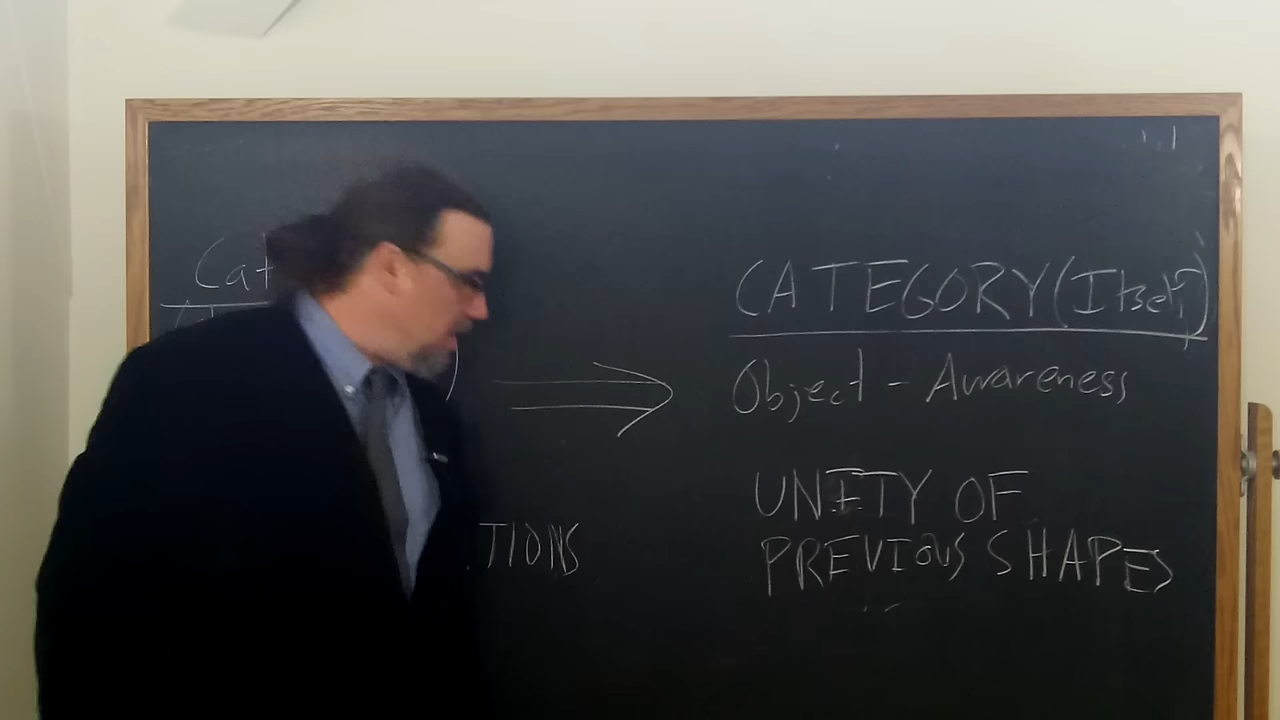 Cat
CATEGORY (Itself)
Object - Awareness
TIONS
UNITY OF
PREVIOUS SHAPES